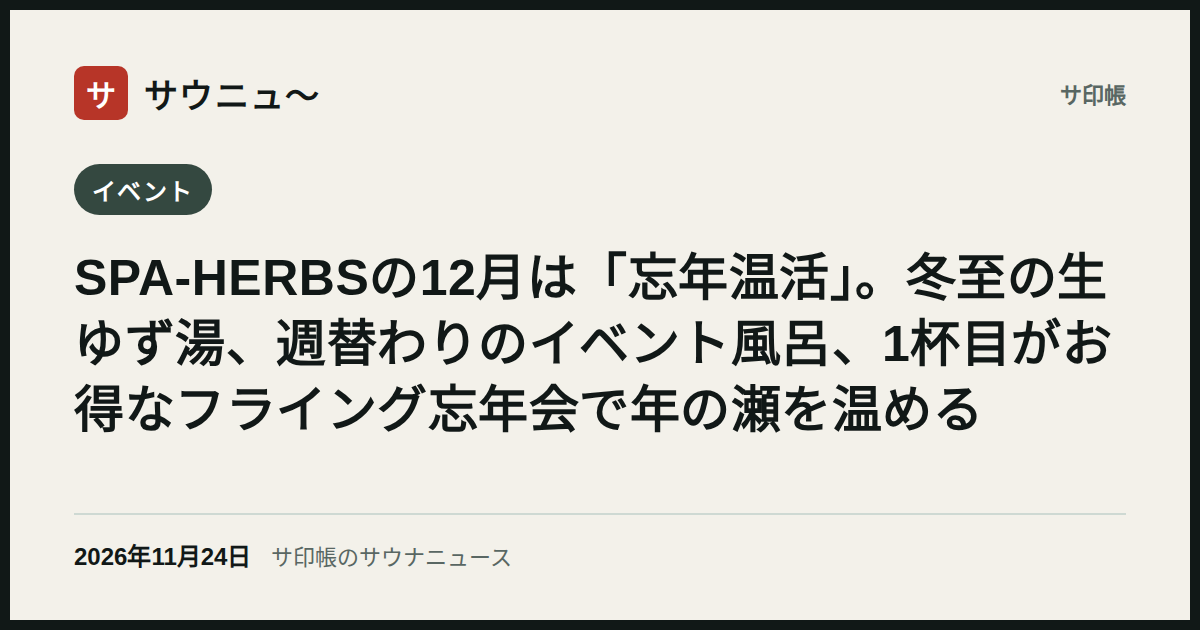 サ サウニュ〜
サ印帳
イベント
SPA-HERBSの12月は「忘年温活」。冬至の生
ゆず湯、週替わりのイベント風呂、1杯目がお
得なフライング忘年会で年の瀬を温める
2026年11月24日 サ印帳のサウナニュース